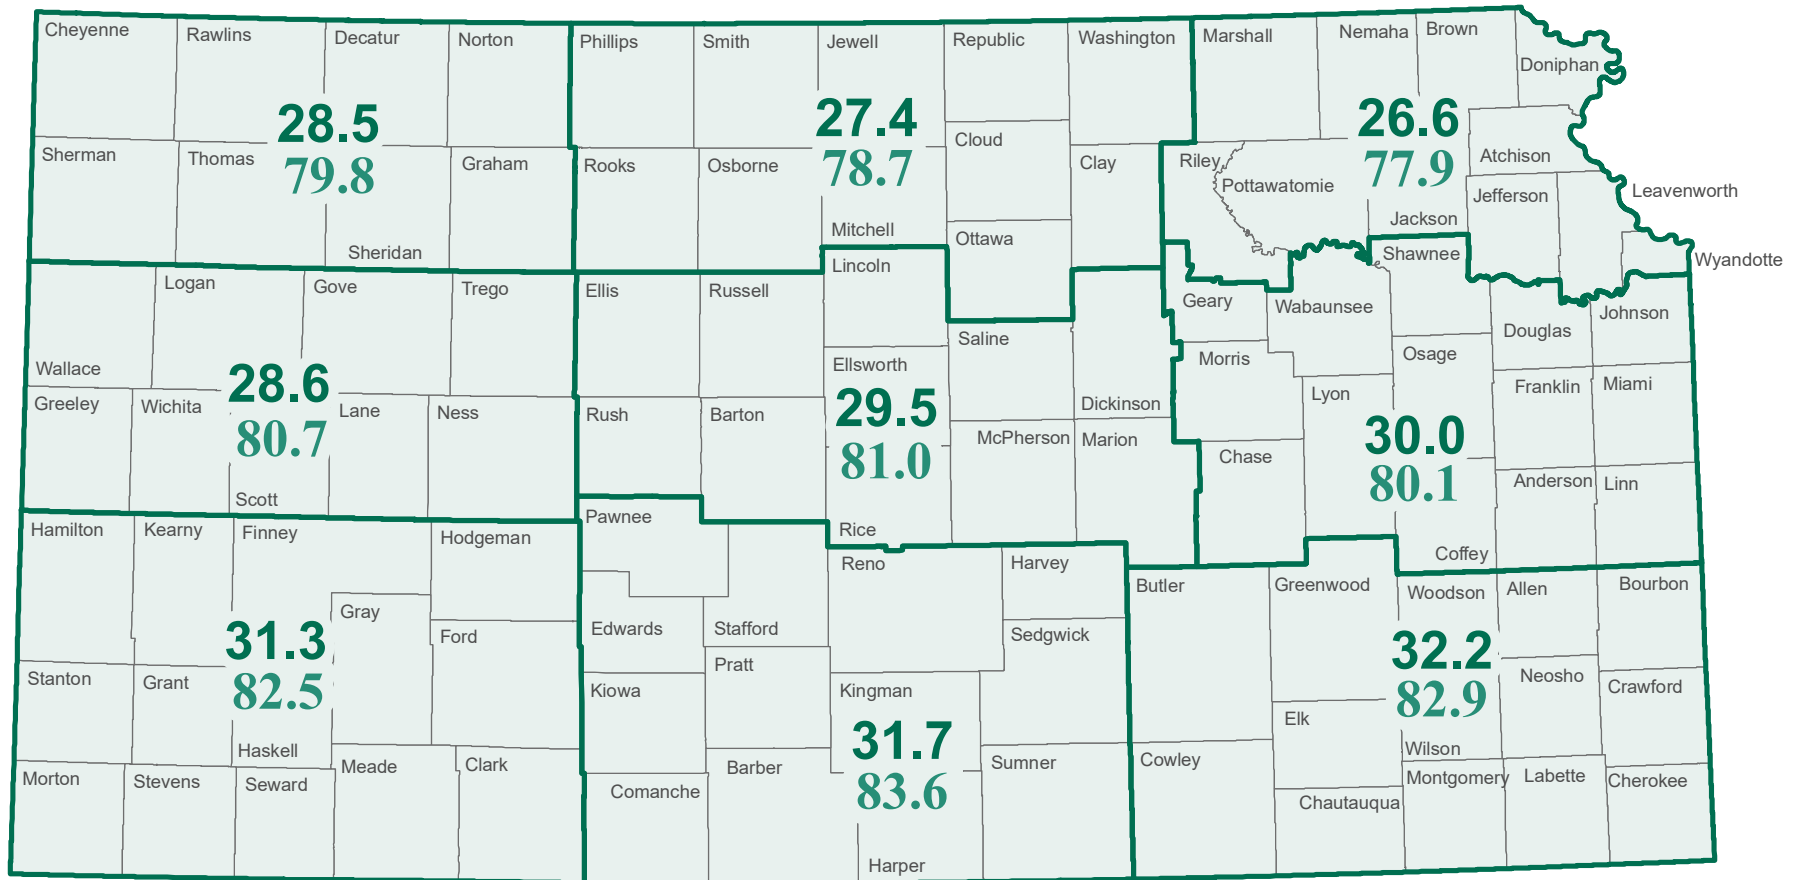 Cheyenne
Rawlins
Decatur
Norton
Phillips
Smith
Jewell
Republic
Washington
Marshall
Nemaha
Brown
Doniphan
28.5
79.8
27.4
78.7
26.6
77.9
Sherman
Thomas
Sheridan
Graham
Rooks
Osborne
Mitchell
Cloud
Ottawa
Clay
Riley
Pottawatomie
Jackson
Atchison
Jefferson
Leavenworth
Wyandotte
Shawnee
Wallace
Logan
Gove
Trego
Ellis
Russell
Lincoln
Ellsworth
Saline
Dickinson
Geary
Wabaunsee
Morris
Lyon
Osage
Douglas
Johnson
Franklin
Miami
28.6
80.7
29.5
81.0
30.0
80.1
Greeley
Wichita
Scott
Lane
Ness
Rush
Barton
Rice
McPherson
Marion
Chase
Coffey
Anderson
Linn
Hamilton
Kearny
Finney
Hodgeman
Pawnee
Reno
Harvey
Butler
Greenwood
Woodson
Allen
Bourbon
Gray
Ford
Edwards
Stafford
Pratt
Sedgwick
31.3
82.5
31.7
83.6
32.2
82.9
Stanton
Grant
Haskell
Kiowa
Kingman
Elk
Wilson
Neosho
Crawford
Morton
Stevens
Seward
Meade
Clark
Comanche
Barber
Harper
Sumner
Cowley
Chautauqua
Montgomery
Labette
Cherokee